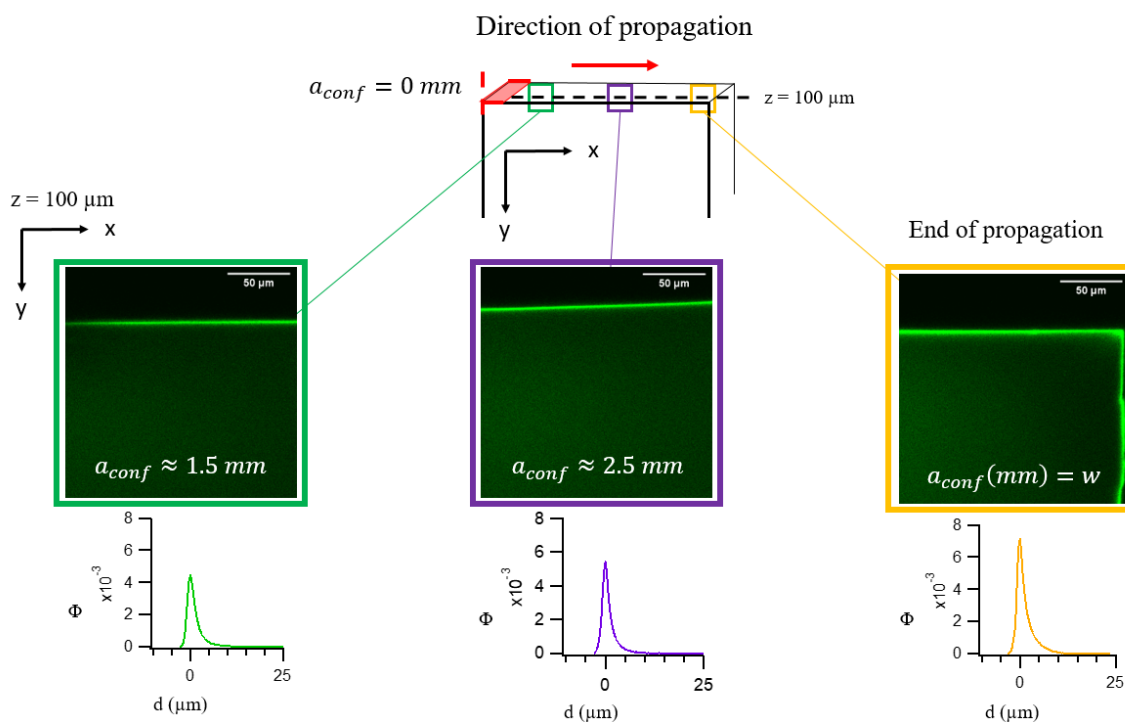 Direction of propagation
a_conf = 0 mm
z = 100 µm
x
y
z = 100 µm
x
y
End of propagation
50 µm
a_conf ≈ 1.5 mm
50 µm
a_conf ≈ 2.5 mm
50 µm
a_conf(mm) = w
8
6
4
2
0
x10⁻³
Φ
0
25
d (µm)
8
6
4
2
0
x10⁻³
Φ
0
25
d (µm)
8
6
4
2
0
x10⁻³
Φ
0
25
d (µm)